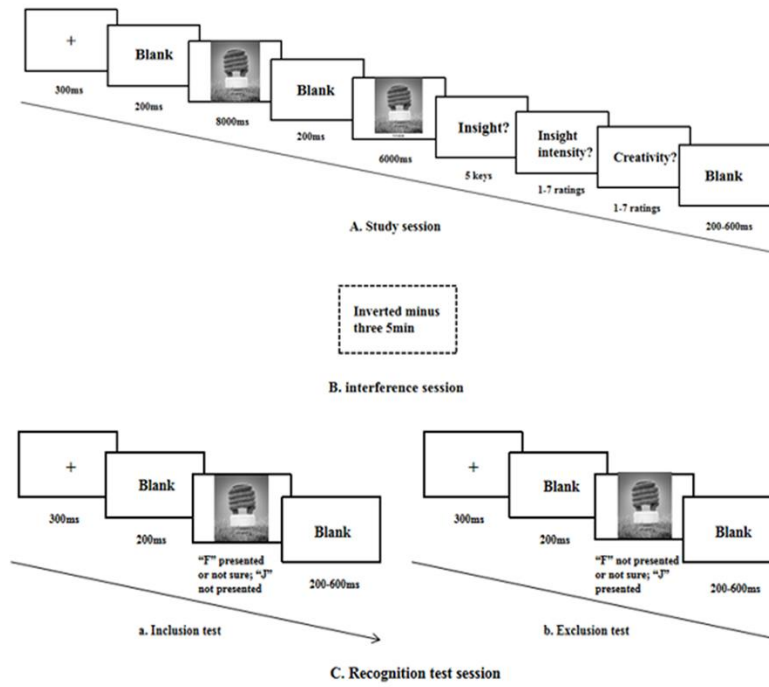 +
300ms
Blank
200ms
8000ms
Blank
200ms
6000ms
Insight?
5 keys
Insight
intensity?
1-7 ratings
Creativity?
1-7 ratings
Blank
200-600ms
A. Study session
Inverted minus
three 5min
B. interference session
+
300ms
Blank
200ms
“F” presented
or not sure; “J”
not presented
Blank
200-600ms
a. Inclusion test
+
300ms
Blank
200ms
“F” not presented
or not sure; “J”
presented
Blank
200-600ms
b. Exclusion test
C. Recognition test session